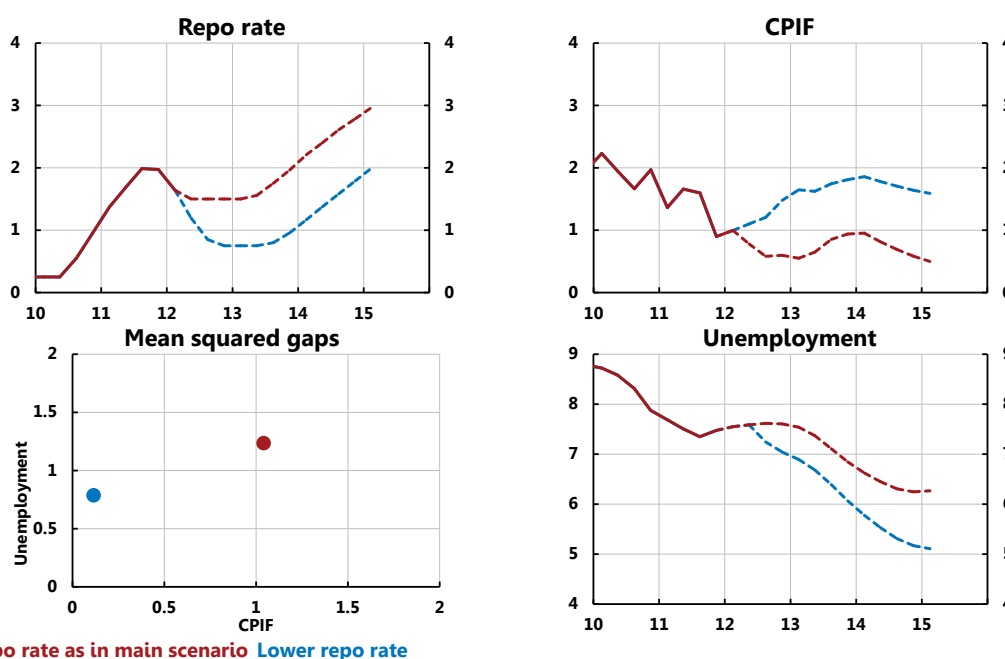 Repo rate
4 4
3 3
2 2
1 1
0 0
10 11 12 13 14 15
CPIF
4
3
2
1
0
10 11 12 13 14 15
Mean squared gaps
2
1.5
1
0.5
0
Unemployment
0 0.5 1 1.5 2
CPIF
Unemployment
9
8
7
6
5
4
10 11 12 13 14 15
po rate as in main scenario Lower repo rate